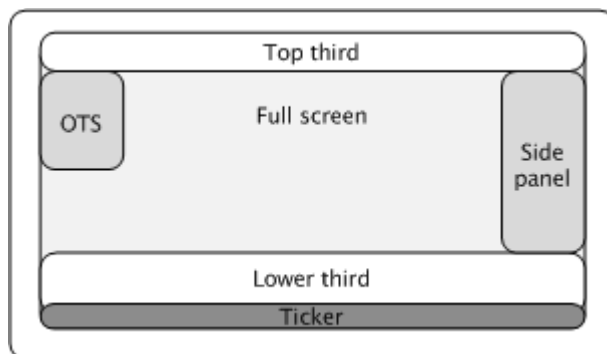 Top third
OTS
Full screen
Side
panel
Lower third
Ticker